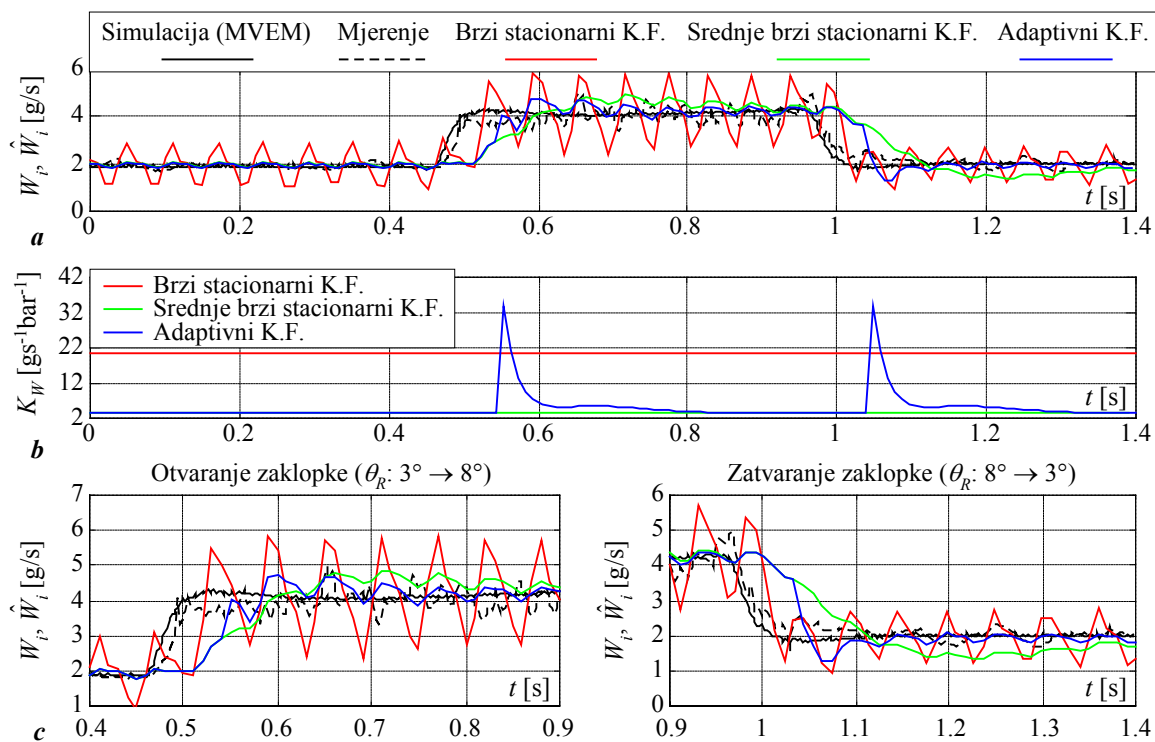 Simulacija (MVEM) Mjerenje Brzi stacionarni K.F. Srednje brzi stacionarni K.F. Adaptivni K.F.
6
4
2
0
W_i, Ŵ_i [g/s]
t [s]
0 0.2 0.4 0.6 0.8 1 1.2 1.4
a
Brzi stacionarni K.F.
Srednje brzi stacionarni K.F.
Adaptivni K.F.
42
32
22
12
2
K_W [gs⁻¹bar⁻¹]
t [s]
0 0.2 0.4 0.6 0.8 1 1.2 1.4
b
Otvaranje zaklopke (θ_R: 3° → 8°)
7
6
5
4
3
2
1
W_i, Ŵ_i [g/s]
t [s]
0.4 0.5 0.6 0.7 0.8 0.9
Zatvaranje zaklopke (θ_R: 8° → 3°)
6
5
4
3
2
1
0
W_i, Ŵ_i [g/s]
t [s]
0.9 1 1.1 1.2 1.3 1.4
c